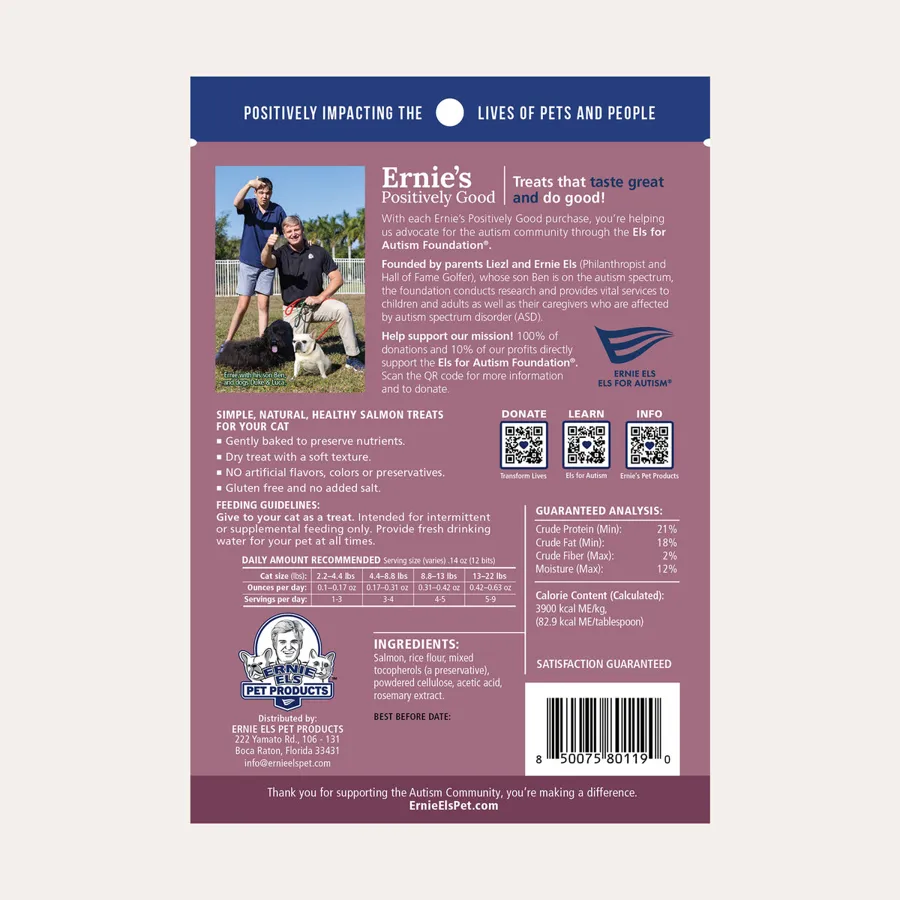 POSITIVELY IMPACTING THE LIVES OF PETS AND PEOPLE
Ernie's
Positively Good
Treats that taste great
and do good!
With each Ernie's Positively Good purchase, you're helping
us advocate for the autism community through the Els for
Autism Foundation®.
Founded by parents Liezl and Ernie Els (Philanthropist and
Hall of Fame Golfer), whose son Ben is on the autism spectrum,
the foundation conducts research and provides vital services to
children and adults as well as their caregivers who are affected
by autism spectrum disorder (ASD).
Help support our mission! 100% of
donations and 10% of our profits directly
support the Els for Autism Foundation®.
Scan the QR code for more information
and to donate.
ERNIE ELS
ELS FOR AUTISM®
Ernie with his son Ben
and dogs Duke & Luca
SIMPLE, NATURAL, HEALTHY SALMON TREATS
FOR YOUR CAT
▪ Gently baked to preserve nutrients.
▪ Dry treat with a soft texture.
▪ NO artificial flavors, colors or preservatives.
▪ Gluten free and no added salt.
DONATE LEARN INFO
Transform Lives Els for Autism Ernie's Pet Products
FEEDING GUIDELINES:
Give to your cat as a treat. Intended for intermittent
or supplemental feeding only. Provide fresh drinking
water for your pet at all times.
DAILY AMOUNT RECOMMENDED Serving size (varies) .14 oz (12 bits)
Cat size (lbs): 2.2–4.4 lbs 4.4–8.8 lbs 8.8–13 lbs 13–22 lbs
Ounces per day: 0.1–0.17 oz 0.17-0.31 oz 0.31–0.42 oz 0.42–0.63 oz
Servings per day: 1-3 3-4 4-5 5-9
GUARANTEED ANALYSIS:
Crude Protein (Min): 21%
Crude Fat (Min): 18%
Crude Fiber (Max): 2%
Moisture (Max): 12%
Calorie Content (Calculated):
3900 kcal ME/kg,
(82.9 kcal ME/tablespoon)
SATISFACTION GUARANTEED
ERNIE
ELS
PET PRODUCTS
™
Distributed by:
ERNIE ELS PET PRODUCTS
222 Yamato Rd., 106 - 131
Boca Raton, Florida 33431
info@ernieelspet.com
INGREDIENTS:
Salmon, rice flour, mixed
tocopherols (a preservative),
powdered cellulose, acetic acid,
rosemary extract.
BEST BEFORE DATE:
8 50075 80119 0
Thank you for supporting the Autism Community, you're making a difference.
ErnieElsPet.com